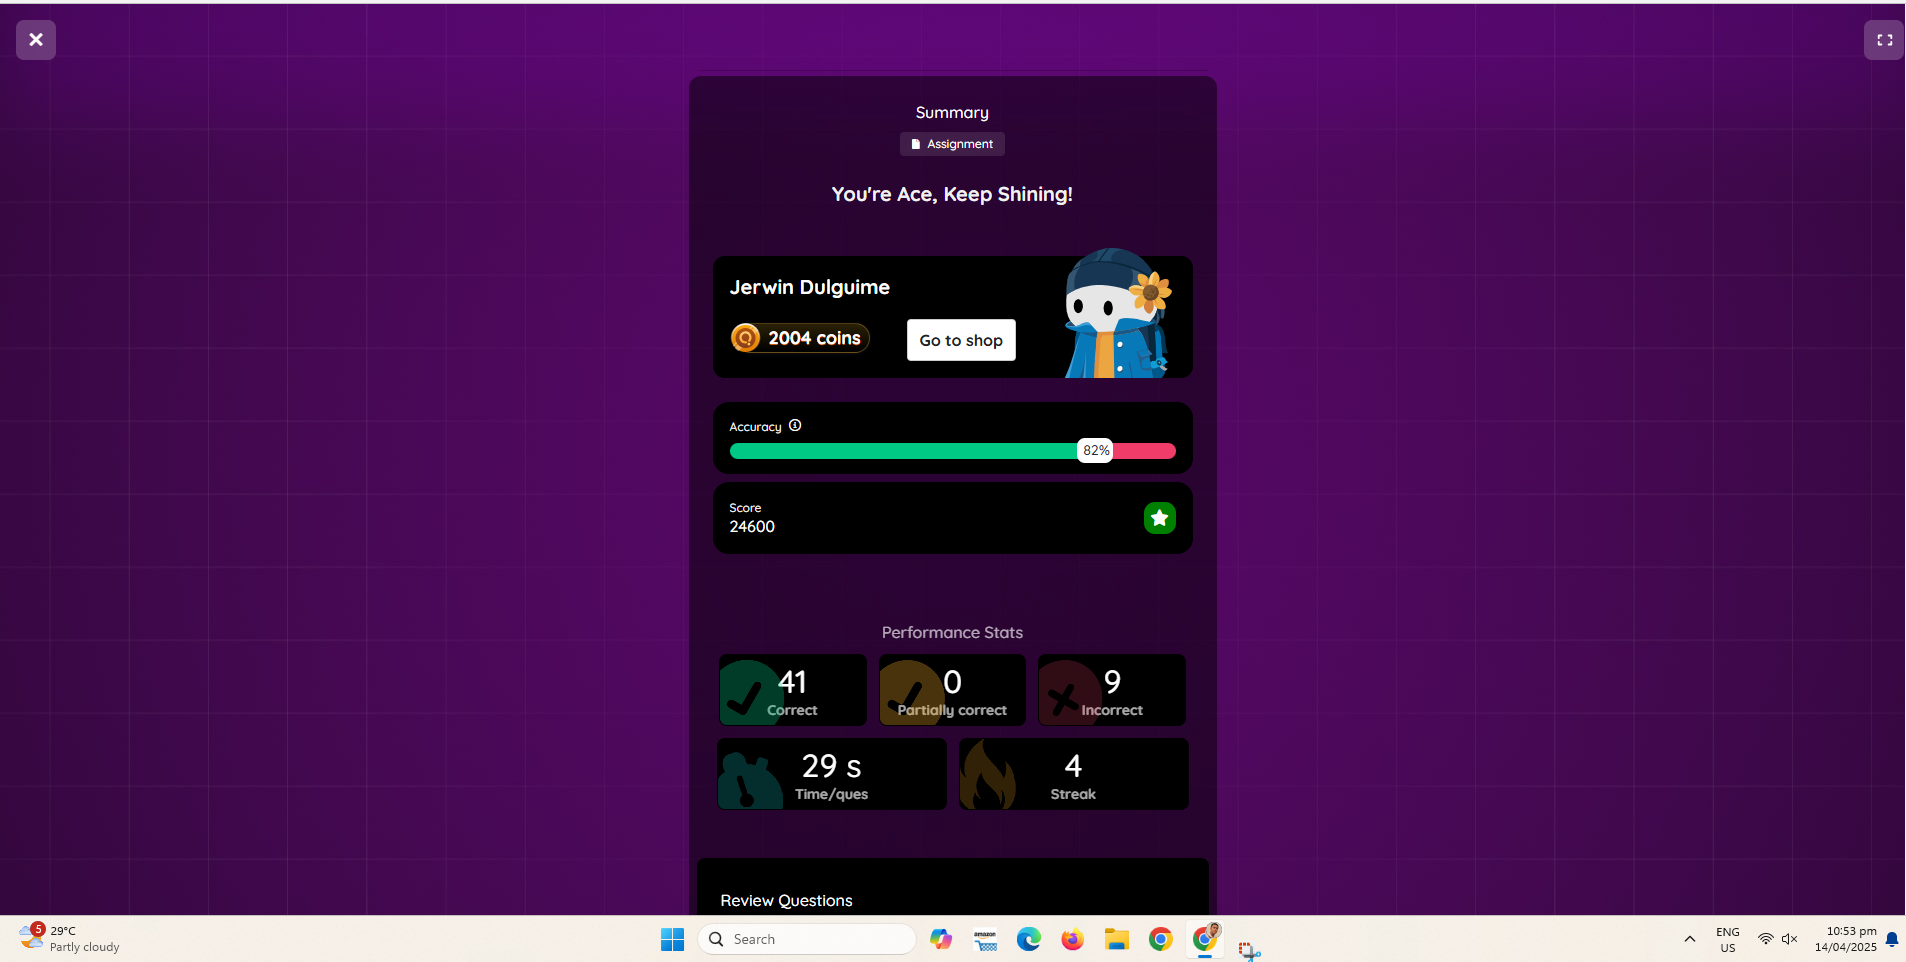 Summary
Assignment
You're Ace, Keep Shining!
Jerwin Dulguime
2004 coins
Go to shop
Accuracy
82%
Score
24600
Performance Stats
41
Correct
0
Partially correct
9
Incorrect
29 s
Time/ques
4
Streak
Review Questions
5
29°C
Partly cloudy
Search
amazon
ENG
US
10:53 pm
14/04/2025